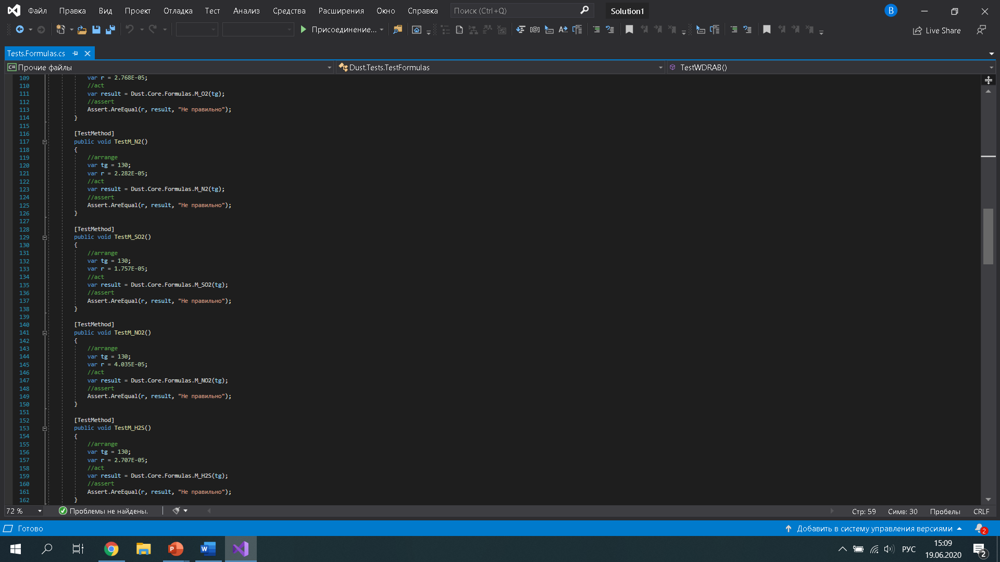 Файл Правка Вид Проект Отладка Тест Анализ Средства Расширения Окно Справка Поиск (Ctrl+Q) Solution1 B
Присоединение... Live Share
Tests.Formulas.cs
C# Прочие файлы Dust.Tests.TestFormulas TestWDRAB()
109 var r = 2.768E-05;
110 //act
111 var result = Dust.Core.Formulas.M_O2(tg);
112 //assert
113 Assert.AreEqual(r, result, "Не правильно");
114 }
115
116 [TestMethod]
117 public void TestM_N2()
118 {
119 //arrange
120 var tg = 130;
121 var r = 2.282E-05;
122 //act
123 var result = Dust.Core.Formulas.M_N2(tg);
124 //assert
125 Assert.AreEqual(r, result, "Не правильно");
126 }
127
128 [TestMethod]
129 public void TestM_SO2()
130 {
131 //arrange
132 var tg = 130;
133 var r = 1.757E-05;
134 //act
135 var result = Dust.Core.Formulas.M_SO2(tg);
136 //assert
137 Assert.AreEqual(r, result, "Не правильно");
138 }
139
140 [TestMethod]
141 public void TestM_NO2()
142 {
143 //arrange
144 var tg = 130;
145 var r = 4.035E-05;
146 //act
147 var result = Dust.Core.Formulas.M_NO2(tg);
148 //assert
149 Assert.AreEqual(r, result, "Не правильно");
150 }
151
152 [TestMethod]
153 public void TestM_H2S()
154 {
155 //arrange
156 var tg = 130;
157 var r = 2.707E-05;
158 //act
159 var result = Dust.Core.Formulas.M_H2S(tg);
160 //assert
161 Assert.AreEqual(r, result, "Не правильно");
162 }
72 % Проблемы не найдены. Стр: 59 Симв: 30 Пробелы CRLF
Готово Добавить в систему управления версиями 2
РУС 15:09
19.06.2020 2